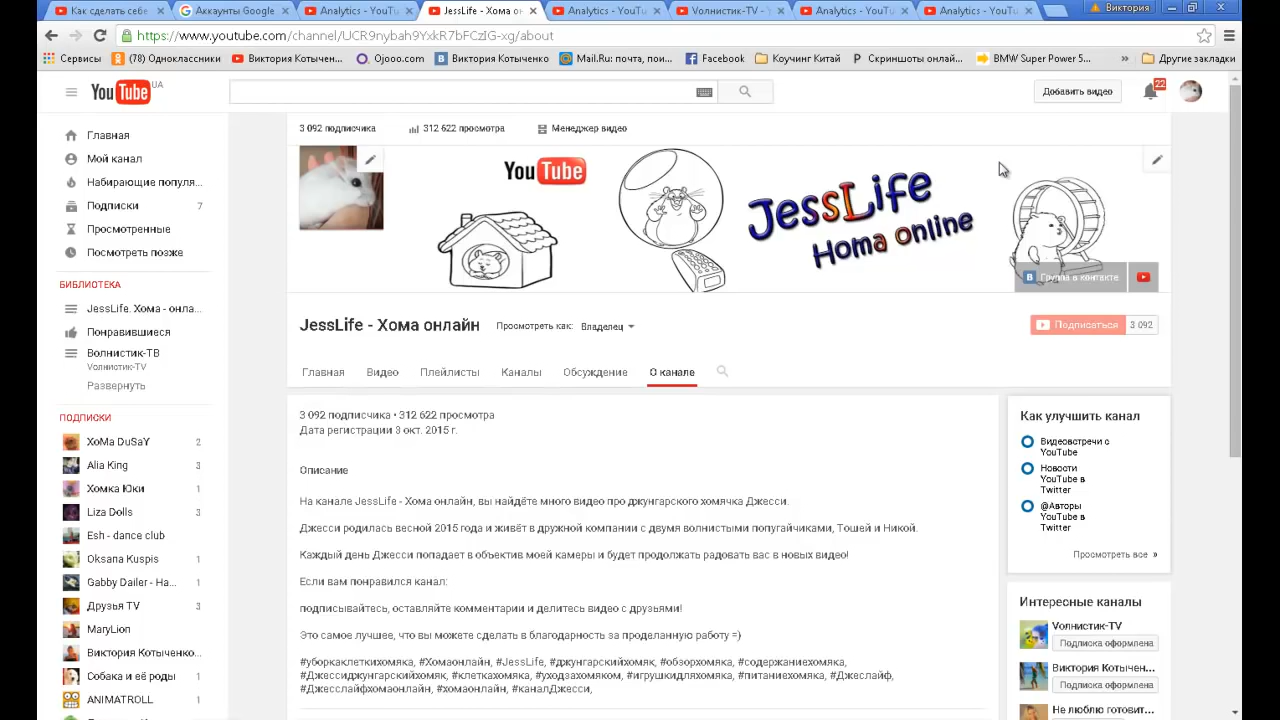 Как сделать себе
Аккаунты Google
Analytics - YouTu
JessLife - Хома он
Analytics - YouTu
Волнистик-TV - 
Analytics - YouTu
Analytics - YouTu
Виктория
https://www.youtube.com/channel/UCR9nybah9YxkR7bFCzIG-xg/about
Сервисы
(78) Одноклассники
Виктория Котычен...
Ojooo.com
Виктория Котыченко
Mail.Ru: почта, пои...
Facebook
Коучинг Китай
Скриншоты онлай...
BMW Super Power 5...
»
Другие закладки
YouTube UA
Добавить видео
22
3 092 подписчика
312 622 просмотра
Менеджер видео
Главная
Мой канал
Набирающие популя...
Подписки 7
Просмотренные
Посмотреть позже
БИБЛИОТЕКА
JessLife. Хома - онла...
Понравившиеся
Волнистик-ТВ
Vолнистик-TV
Развернуть
ПОДПИСКИ
ХоМа DuSaY 2
Alia King 3
Хомка Юки 1
Liza Dolls 3
Esh - dance club
Oksana Kuspis 1
Gabby Dailer - Ha... 1
Друзья TV 3
MaryLion
Виктория Котыченко...
Собака и её роды 1
ANIMATROLL 1
YouTube
JessLife
Homa online
Группа в контакте
JessLife - Хома онлайн
Просмотреть как: Владелец
Подписаться 3 092
Главная
Видео
Плейлисты
Каналы
Обсуждение
О канале
3 092 подписчика • 312 622 просмотра
Дата регистрации 3 окт. 2015 г.
Описание
На канале JessLife - Хома онлайн, вы найдёте много видео про джунгарского хомячка Джесси.
Джесси родилась весной 2015 года и живёт в дружной компании с двумя волнистыми попугайчиками, Тошей и Никой.
Каждый день Джесси попадает в объектив моей камеры и будет продолжать радовать вас в новых видео!
Если вам понравился канал:
подписывайтесь, оставляйте комментарии и делитесь видео с друзьями!
Это самое лучшее, что вы можете сделать в благодарность за проделанную работу =)
#уборкаклеткихомяка, #Хомаонлайн, #JessLife, #джунгарскийхомяк, #обзорхомяка, #содержаниехомяка,
#Джессиджунгарскийхомяк, #клеткахомяка, #уходзахомяком, #игрушкидляхомяка, #питаниехомяка, #Джеслайф,
#Джесслайфхомаонлайн, #хомаонлайн, #каналДжесси,
Как улучшить канал
Видеовстречи с
YouTube
Новости
YouTube в
Twitter
@Авторы
YouTube в
Twitter
Просмотреть все »
Интересные каналы
Vолнистик-TV
Подписка оформлена
Виктория Котычен...
Подписка оформлена
Не люблю готовит...